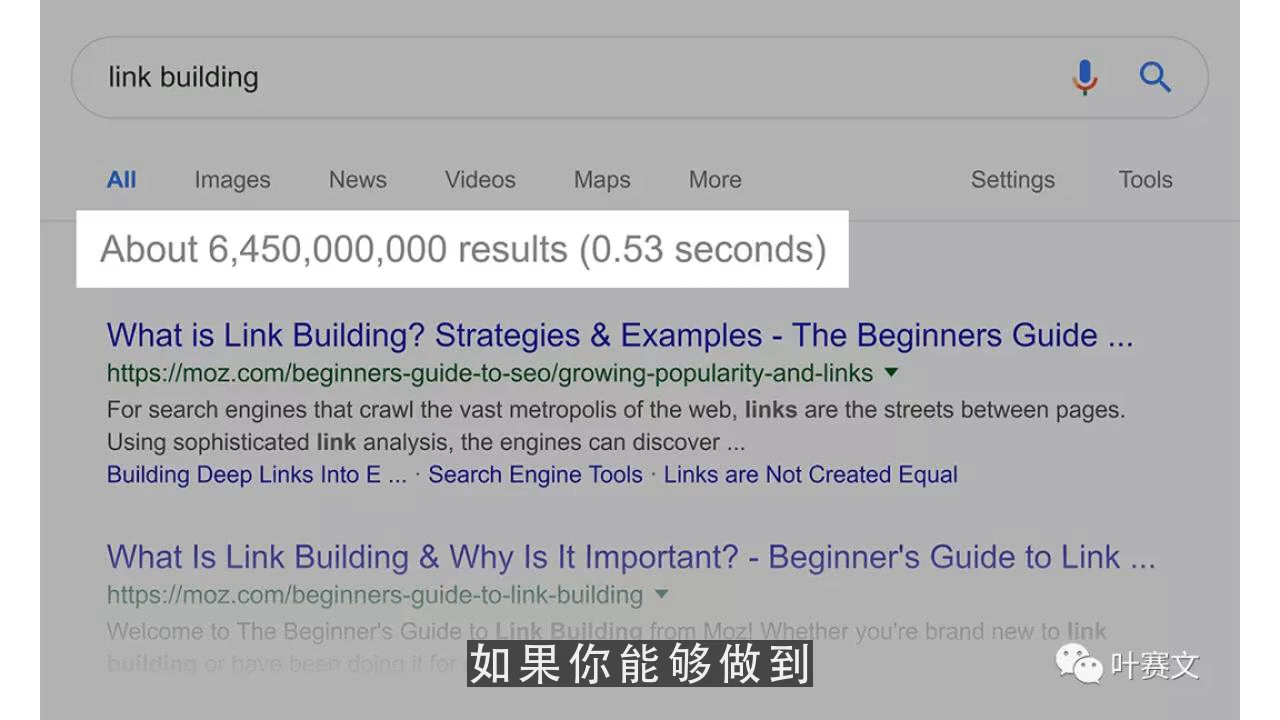 link building
All Images News Videos Maps More Settings Tools
About 6,450,000,000 results (0.53 seconds)
What is Link Building? Strategies & Examples - The Beginners Guide ...
https://moz.com/beginners-guide-to-seo/growing-popularity-and-links
For search engines that crawl the vast metropolis of the web, links are the streets between pages.
Using sophisticated link analysis, the engines can discover ...
Building Deep Links Into E ... · Search Engine Tools · Links are Not Created Equal
What Is Link Building & Why Is It Important? - Beginner's Guide to Link ...
https://moz.com/beginners-guide-to-link-building
Welcome to The Beginner's Guide to Link Building from Moz! Whether you're brand new to link
building or have been doing it for
如果你能够做到
叶赛文